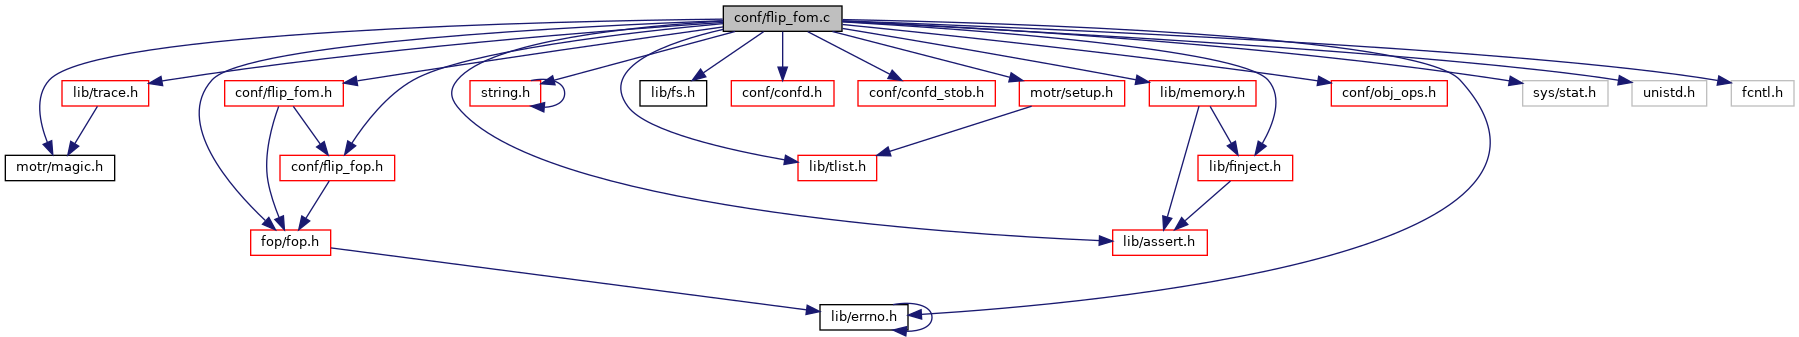 conf/flip_fom.c
lib/trace.h
conf/flip_fom.h
string.h
lib/fs.h
conf/confd.h
conf/confd_stob.h
motr/setup.h
lib/memory.h
conf/obj_ops.h
sys/stat.h
unistd.h
fcntl.h
motr/magic.h
conf/flip_fop.h
lib/tlist.h
lib/finject.h
fop/fop.h
lib/assert.h
lib/errno.h